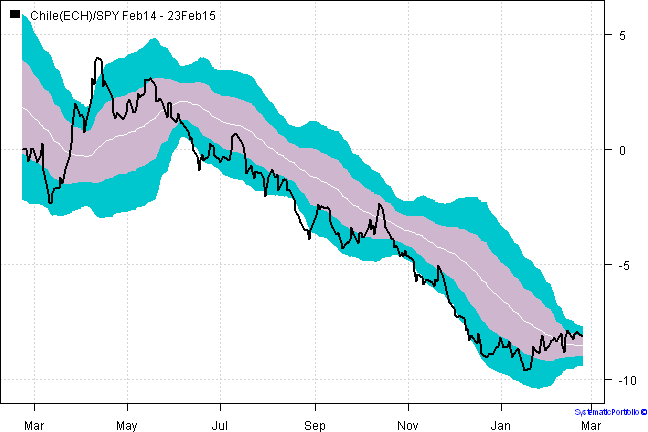 Chile(ECH)/SPY Feb14 - 23Feb15
5
0
-5
-10
SystematicPortfolio ©
Mar May Jul Sep Nov Jan Mar